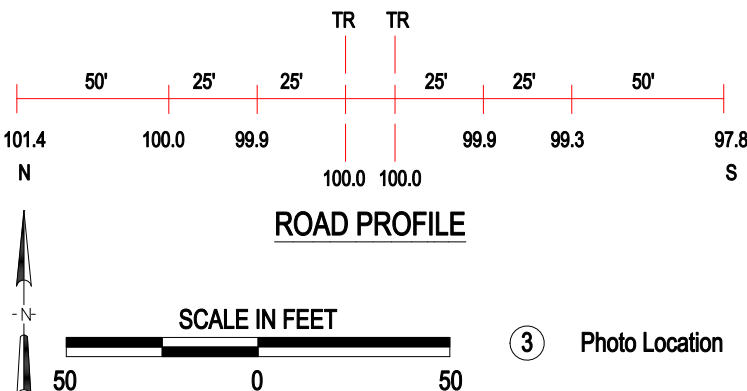 TR TR
50' 25' 25' 25' 25' 50'
101.4 100.0 99.9 99.9 99.3 97.8
N 100.0 100.0 S
ROAD PROFILE
-N-
SCALE IN FEET
3 Photo Location
50 0 50